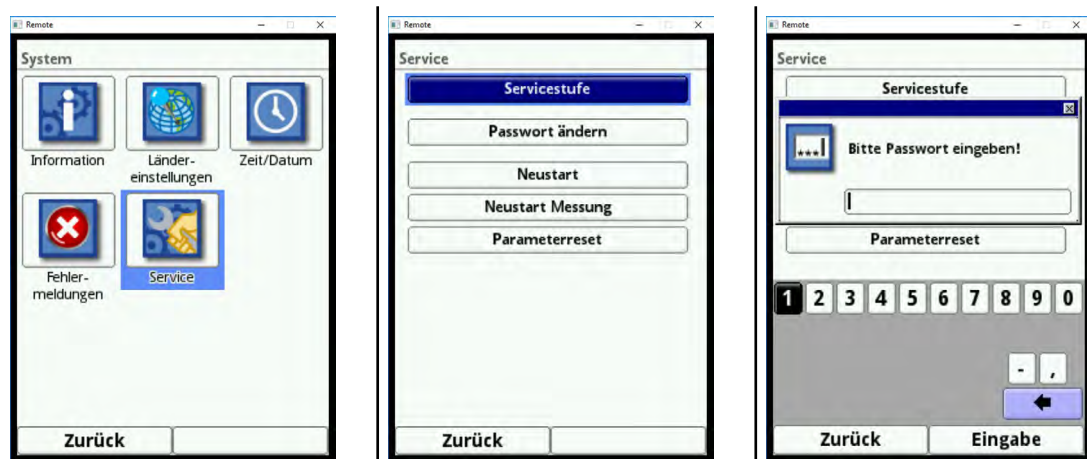 Remote
System
Information
Länder-
einstellungen
Zeit/Datum
Fehler-
meldungen
Service
Zurück
Remote
Service
Servicestufe
Passwort ändern
Neustart
Neustart Messung
Parameterreset
Zurück
Remote
Service
Servicestufe
***
Bitte Passwort eingeben!
Parameterreset
1 2 3 4 5 6 7 8 9 0
- ,
Zurück Eingabe